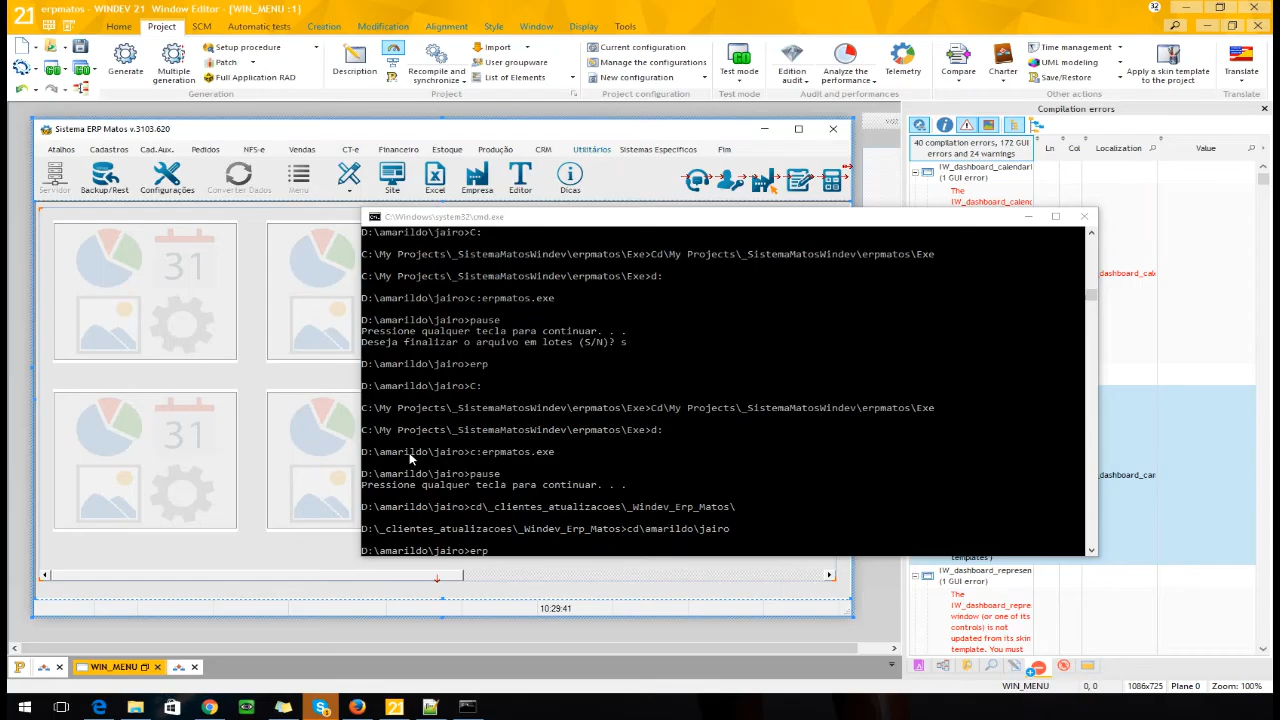 21 erpmatos - WINDEV 21 Window Editor - [WIN_MENU :1]
32
Home Project SCM Automatic tests Creation Modification Alignment Style Window Display Tools
Generate
Multiple generation
Setup procedure
Patch
Full Application RAD
Generation
Description
Recompile and synchronize
Import
User groupware
List of Elements
Project
Current configuration
Manage the configurations
New configuration
Project configuration
Test mode
Test mode
Edition audit
Analyze the performance
Telemetry
Audit and performances
Compare
Charter
Time management
UML modeling
Save/Restore
Apply a skin template to the project
Other actions
Translate
Translate
Sistema ERP Matos v.3103.620
Atalhos Cadastros Cad.Aux. Pedidos NFS-e Vendas CT-e Financeiro Estoque Produção CRM Utilitários Sistemas Especificos Fim
Servidor Backup/Rest Configurações Converter Dados Menu Site Excel Empresa Editor Dicas
31
31
C:\Windows\system32\cmd.exe
D:\amarildo\jairo>C:
C:\My Projects\_SistemaMatosWindev\erpmatos\Exe>Cd\My Projects\_SistemaMatosWindev\erpmatos\Exe
C:\My Projects\_SistemaMatosWindev\erpmatos\Exe>d:
D:\amarildo\jairo>c:erpmatos.exe
D:\amarildo\jairo>pause
Pressione qualquer tecla para continuar. . .
Deseja finalizar o arquivo em lotes (S/N)? s
D:\amarildo\jairo>erp
D:\amarildo\jairo>C:
C:\My Projects\_SistemaMatosWindev\erpmatos\Exe>Cd\My Projects\_SistemaMatosWindev\erpmatos\Exe
C:\My Projects\_SistemaMatosWindev\erpmatos\Exe>d:
D:\amarildo\jairo>c:erpmatos.exe
D:\amarildo\jairo>pause
Pressione qualquer tecla para continuar. . .
D:\amarildo\jairo>cd\_clientes_atualizacoes\_Windev_Erp_Matos\
D:\_clientes_atualizacoes\_Windev_Erp_Matos>cd\amarildo\jairo
D:\amarildo\jairo>erp
10:29:41
Compilation errors
40 compilation errors, 172 GUI
errors and 24 warnings
Ln Col Localization Value
IW_dashboard_calendari
(1 GUI error)
The
IW_dashboard_calenc
window (or one of its
controls) is not
updated from its skin
template. You must
IW_dashboard_represen
(1 GUI error)
The
IW_dashboard_repre
WIN_MENU
WIN_MENU 0, 0 1086x725 Plane 0 Zoom: 100%
21